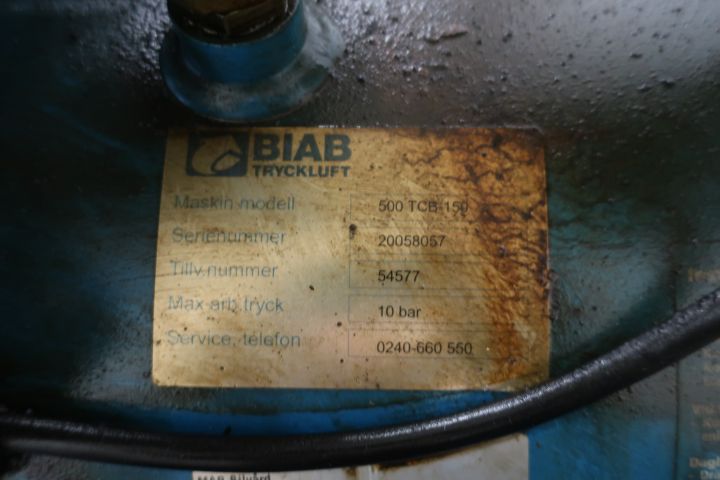 BIAB
TRYCKLUFT
Maskin modell 500 TCB-150
Serienummer 20058057
Tillv.nummer 54577
Max arb.tryck 10 bar
Service, telefon 0240-660 550